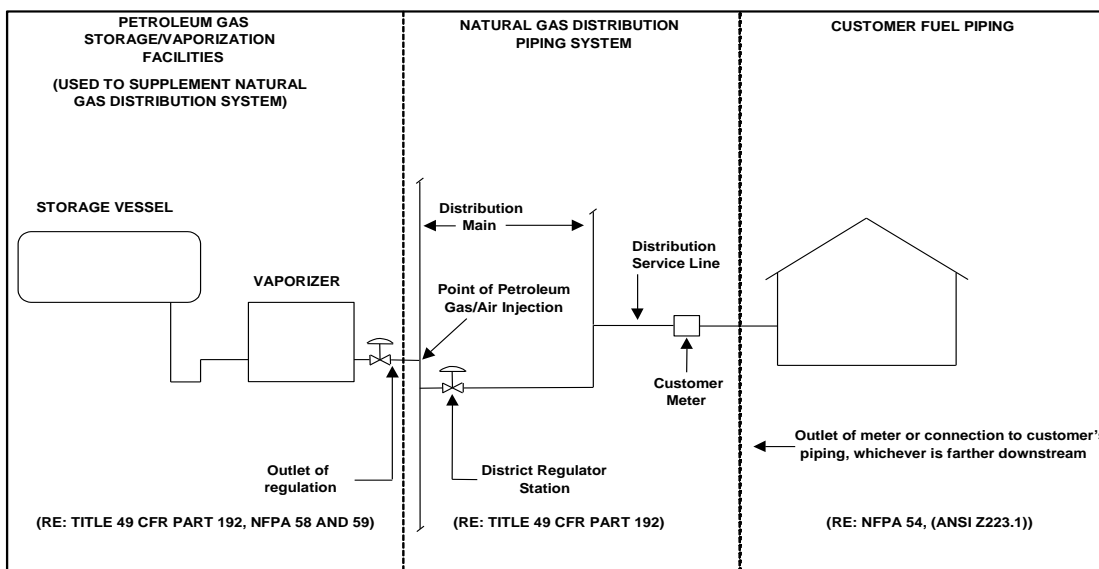 PETROLEUM GAS
STORAGE/VAPORIZATION
FACILITIES
(USED TO SUPPLEMENT NATURAL
GAS DISTRIBUTION SYSTEM)
NATURAL GAS DISTRIBUTION
PIPING SYSTEM
CUSTOMER FUEL PIPING
STORAGE VESSEL
VAPORIZER
Distribution
Main
Distribution
Service Line
Point of Petroleum
Gas/Air Injection
Customer
Meter
Outlet of
regulation
District Regulator
Station
Outlet of meter or connection to customer's
piping, whichever is farther downstream
(RE: TITLE 49 CFR PART 192, NFPA 58 AND 59)
(RE: TITLE 49 CFR PART 192)
(RE: NFPA 54, (ANSI Z223.1))